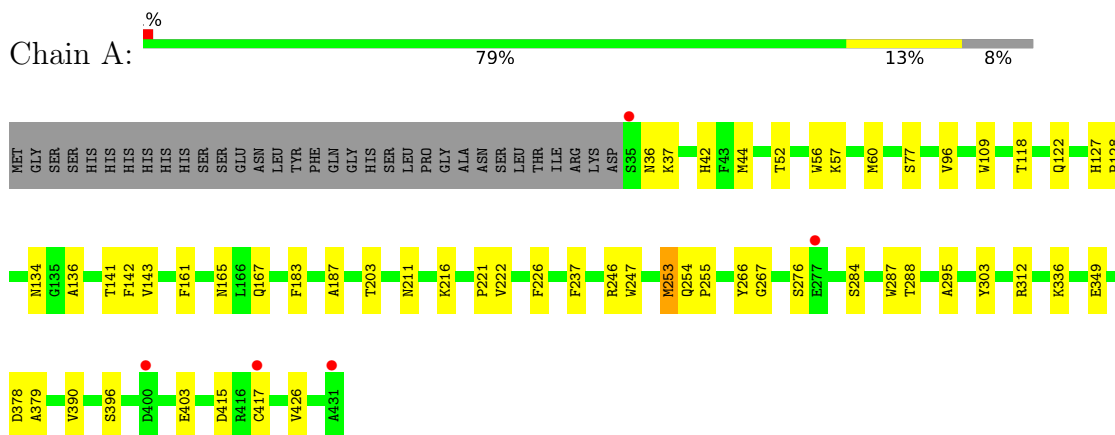 %
Chain A:
79% 13% 8%
MET GLY SER SER HIS HIS HIS HIS HIS HIS SER SER GLU ASN LEU TYR PHE GLN GLY HIS SER LEU PRO GLY ALA ASN SER LEU THR ILE ARG LYS ASP S35 N36 K37 H42 F43 M44 T52 W56 K57 M60 S77 V96 W109 T118 Q122 H127
N134 G135 A136 T141 F142 V143 F161 N165 L166 Q167 F183 A187 T203 N211 K216 P221 V222 F226 F237 R246 W247 M253 Q254 P255 Y266 G267 S276 E277 S284 W287 T288 A295 Y303 R312 K336 E349
D378 A379 V390 S396 D400 E403 D415 R416 C417 V426 A431